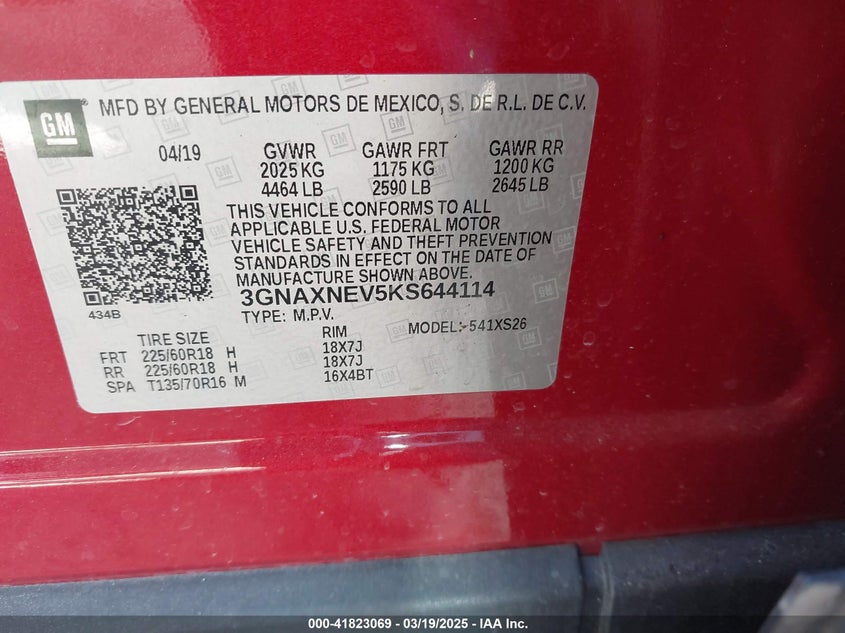 GM
MFD BY GENERAL MOTORS DE MEXICO, S. DE R.L. DE C.V.
04/19 GVWR GAWR FRT GAWR RR
2025 KG 1175 KG 1200 KG
4464 LB 2590 LB 2645 LB
THIS VEHICLE CONFORMS TO ALL
APPLICABLE U.S. FEDERAL MOTOR
VEHICLE SAFETY AND THEFT PREVENTION
STANDARDS IN EFFECT ON THE DATE OF
MANUFACTURE SHOWN ABOVE.
434B
3GNAXNEV5KS644114
TYPE: M.P.V. MODEL:-541XS26
TIRE SIZE RIM
FRT 225/60R18 H 18X7J
RR 225/60R18 H 18X7J
SPA T135/70R16 M 16X4BT
000-41823069 - 03/19/2025 - IAA Inc.